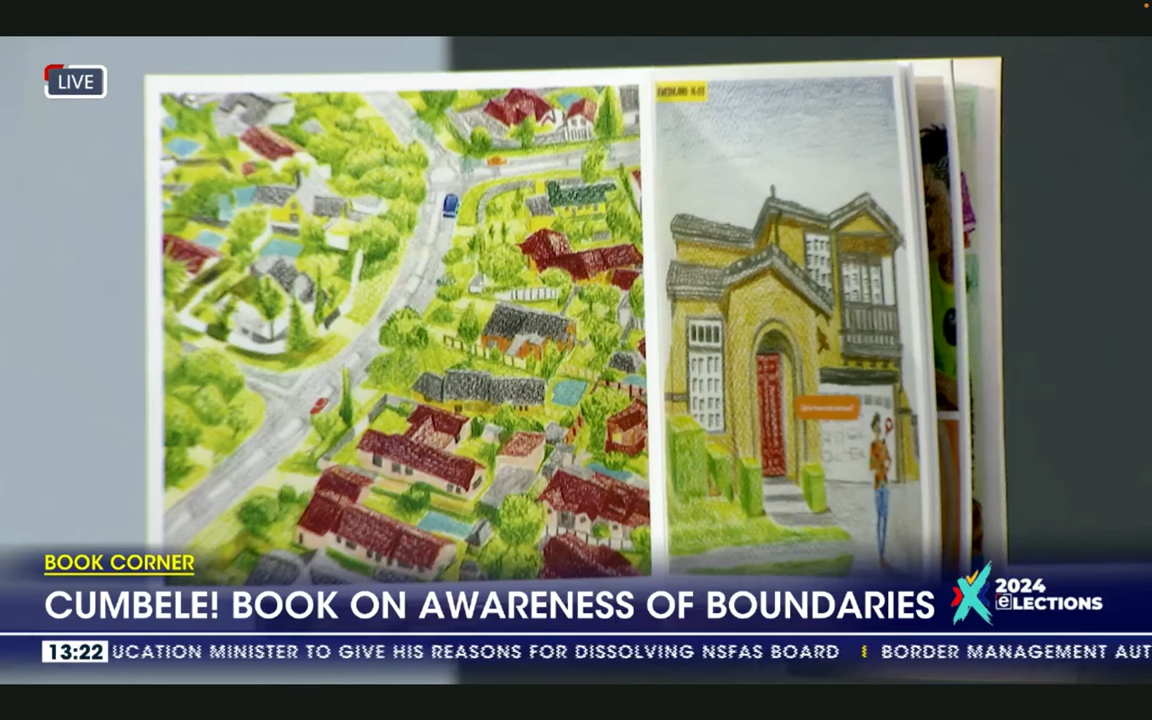 LIVE
BOOK CORNER
CUMBELE! BOOK ON AWARENESS OF BOUNDARIES
2024
eLECTIONS
13:22
UCATION MINISTER TO GIVE HIS REASONS FOR DISSOLVING NSFAS BOARD
BORDER MANAGEMENT AUT